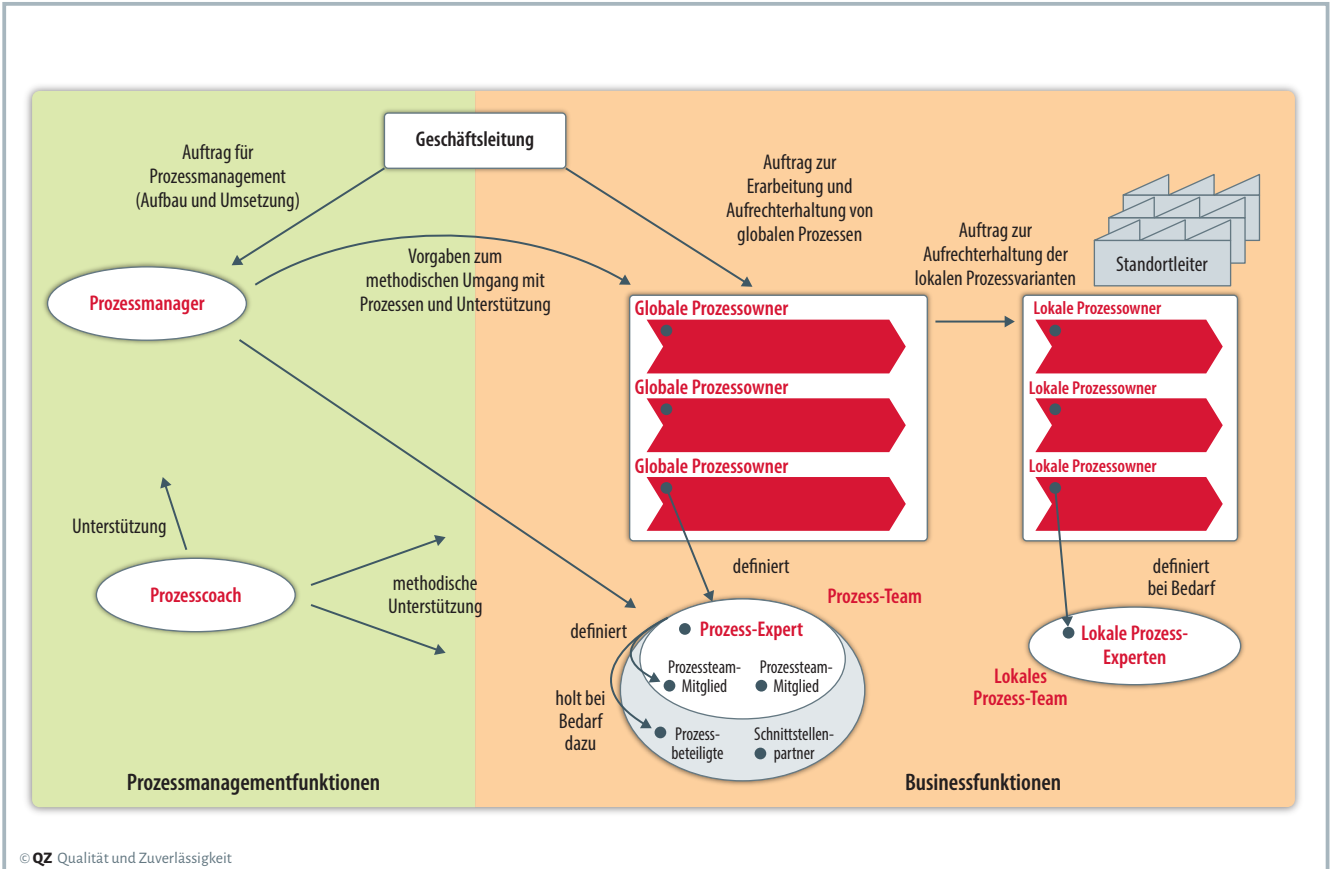 Geschäftsleitung
Auftrag für
Prozessmanagement
(Aufbau und Umsetzung)
Auftrag zur
Erarbeitung und
Aufrechterhaltung von
globalen Prozessen
Auftrag zur
Aufrechterhaltung der
lokalen Prozessvarianten
Standortleiter
Vorgaben zum
methodischen Umgang mit
Prozessen und Unterstützung
Prozessmanager
Globale Prozessowner
Globale Prozessowner
Globale Prozessowner
Lokale Prozessowner
Lokale Prozessowner
Lokale Prozessowner
Unterstützung
Prozesscoach
methodische
Unterstützung
definiert
Prozess-Team
definiert
bei Bedarf
definiert
Prozess-Expert
Prozessteam-
Mitglied
Prozessteam-
Mitglied
holt bei
Bedarf
dazu
Prozess-
beteiligte
Schnittstellen-
partner
Lokale Prozess-
Experten
Lokales
Prozess-Team
Prozessmanagementfunktionen
Businessfunktionen
© QZ Qualität und Zuverlässigkeit